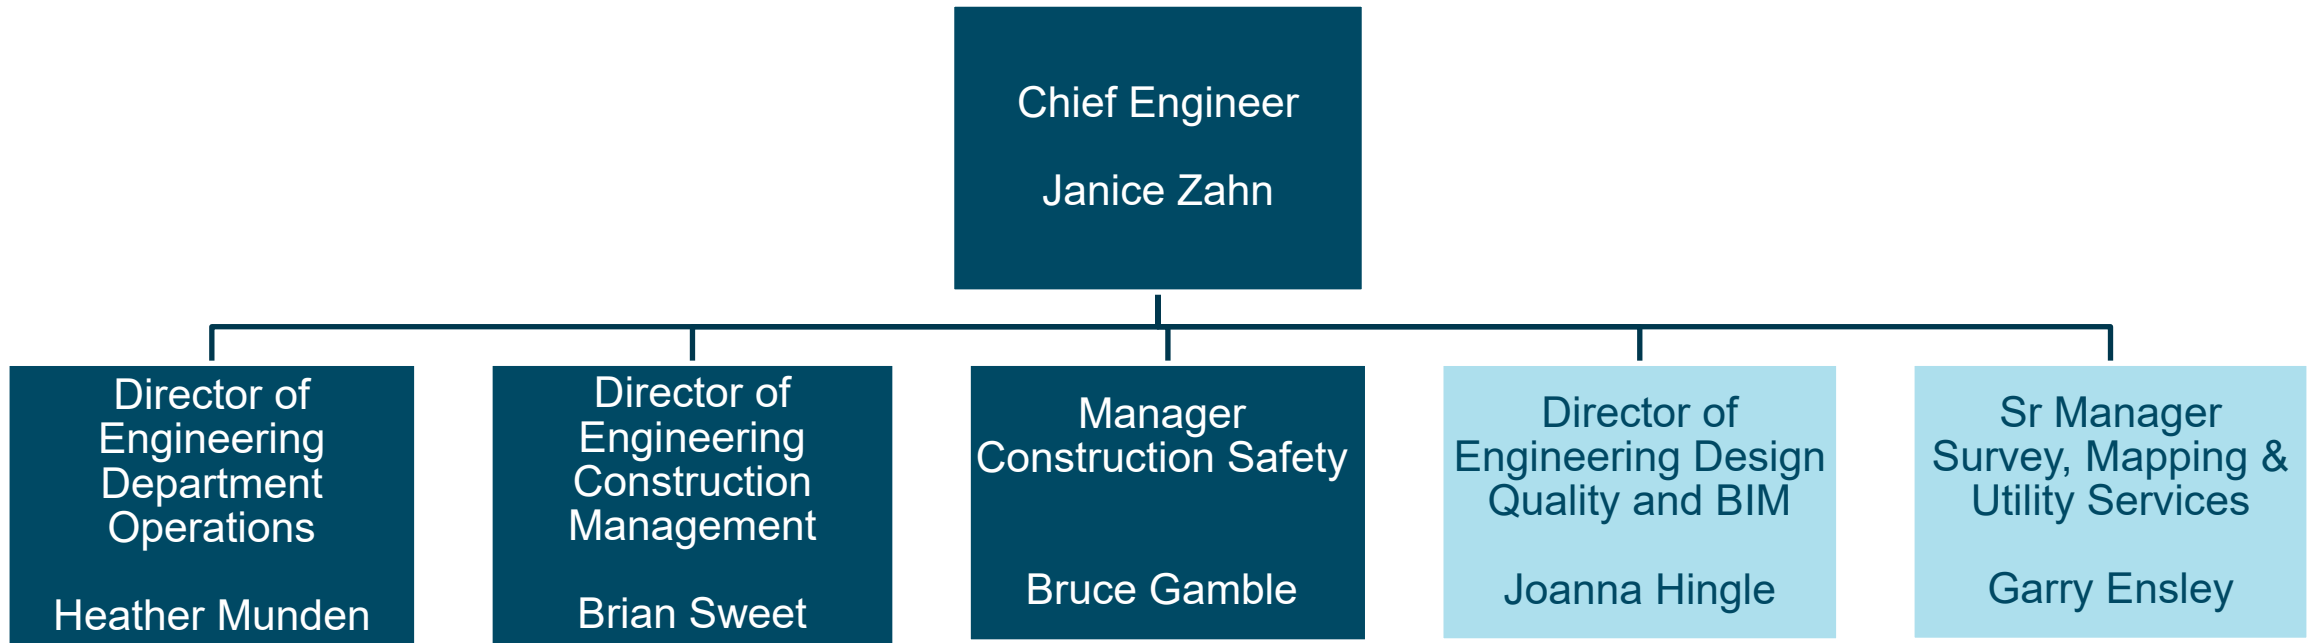 Chief Engineer
Janice Zahn
Director of
Engineering
Department
Operations
Heather Munden
Director of
Engineering
Construction
Management
Brian Sweet
Manager
Construction Safety
Bruce Gamble
Director of
Engineering Design
Quality and BIM
Joanna Hingle
Sr Manager
Survey, Mapping &
Utility Services
Garry Ensley